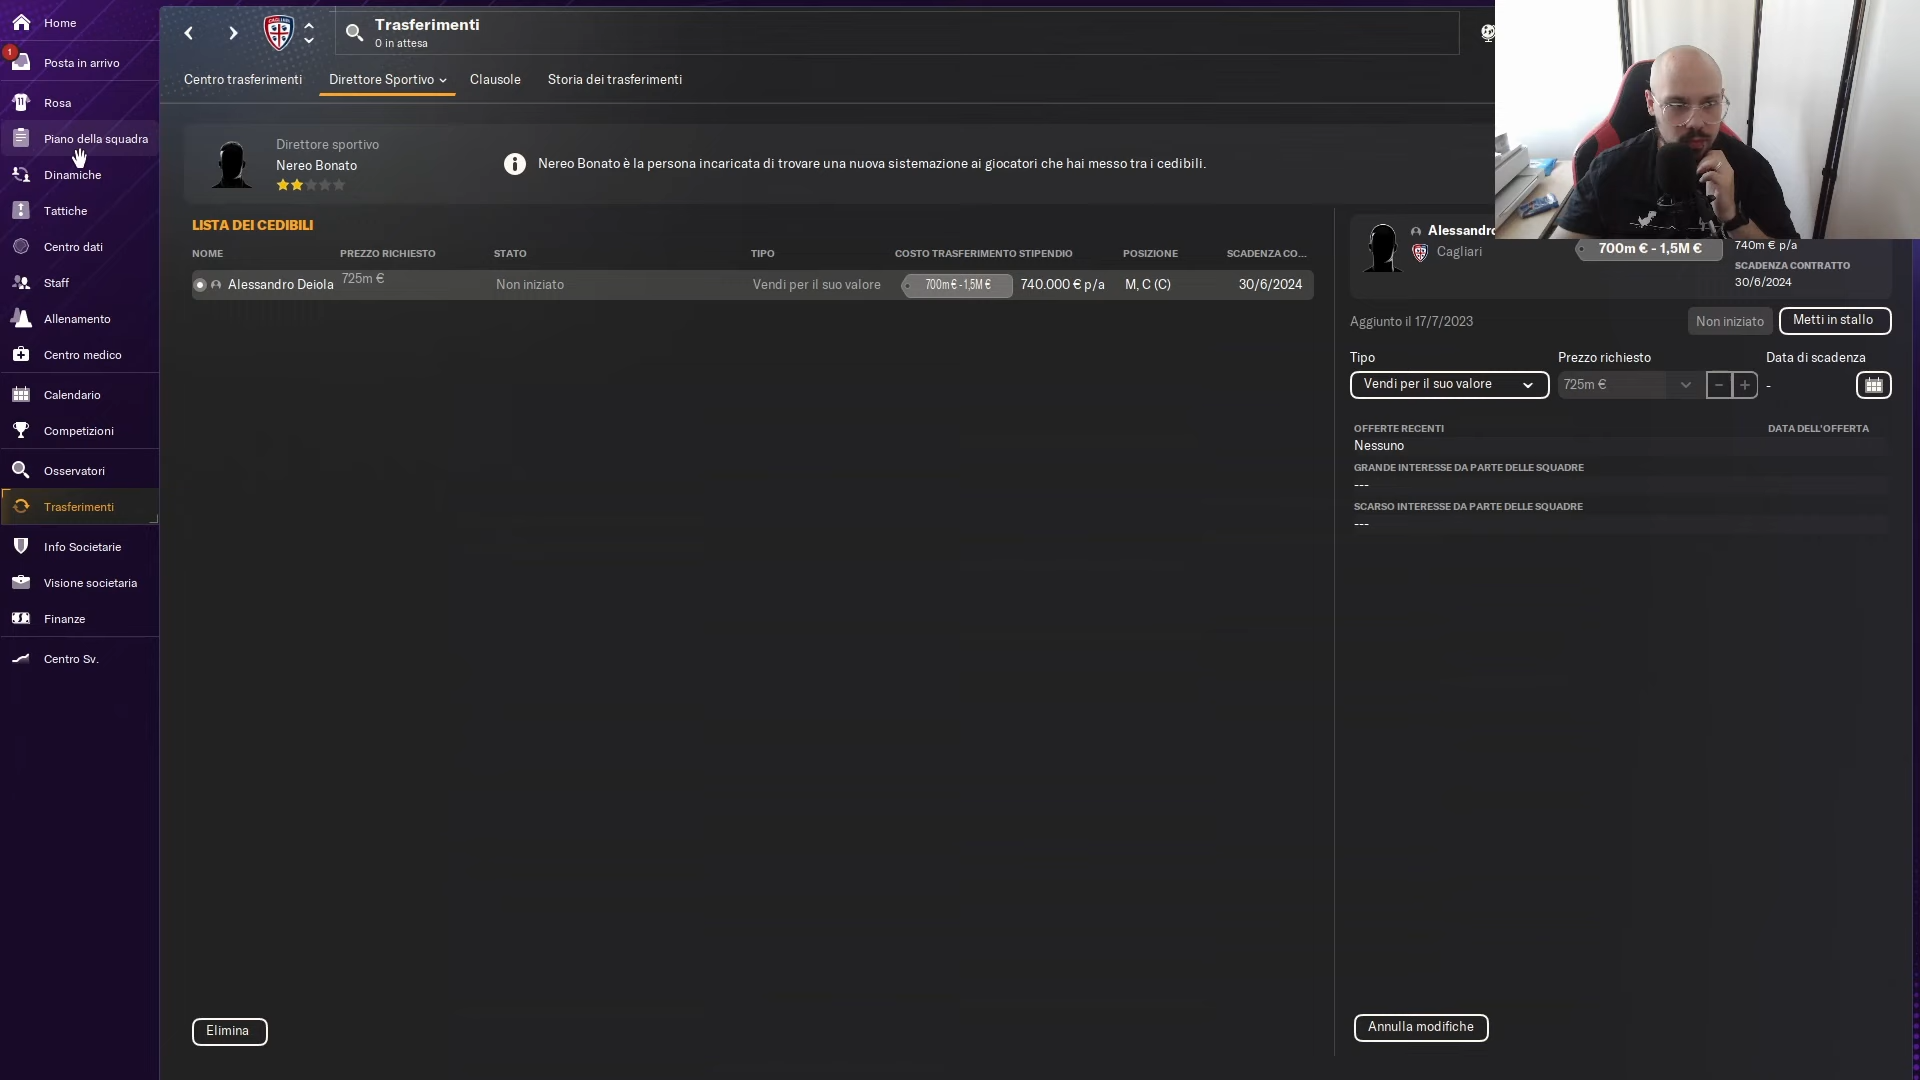 Home
1
Posta in arrivo
Rosa
Piano della squadra
Dinamiche
Tattiche
Centro dati
Staff
Allenamento
Centro medico
Calendario
Competizioni
Osservatori
Trasferimenti
Info Societarie
Visione societaria
Finanze
Centro Sv.
Trasferimenti
0 in attesa
Centro trasferimenti Direttore Sportivo Clausole Storia dei trasferimenti
Direttore sportivo
Nereo Bonato
Nereo Bonato è la persona incaricata di trovare una nuova sistemazione ai giocatori che hai messo tra i cedibili.
LISTA DEI CEDIBILI
NOME PREZZO RICHIESTO STATO TIPO COSTO TRASFERIMENTO STIPENDIO POSIZIONE SCADENZA CO...
Alessandro Deiola 725m € Non iniziato Vendi per il suo valore 700m € - 1,5M € 740.000 € p/a M, C (C) 30/6/2024
Elimina
Alessandro
Cagliari
700m € - 1,5M €
740m € p/a
SCADENZA CONTRATTO
30/6/2024
Aggiunto il 17/7/2023 Non iniziato Metti in stallo
Tipo Prezzo richiesto Data di scadenza
Vendi per il suo valore 725m € - + -
OFFERTE RECENTI DATA DELL'OFFERTA
Nessuno
GRANDE INTERESSE DA PARTE DELLE SQUADRE
---
SCARSO INTERESSE DA PARTE DELLE SQUADRE
---
Annulla modifiche